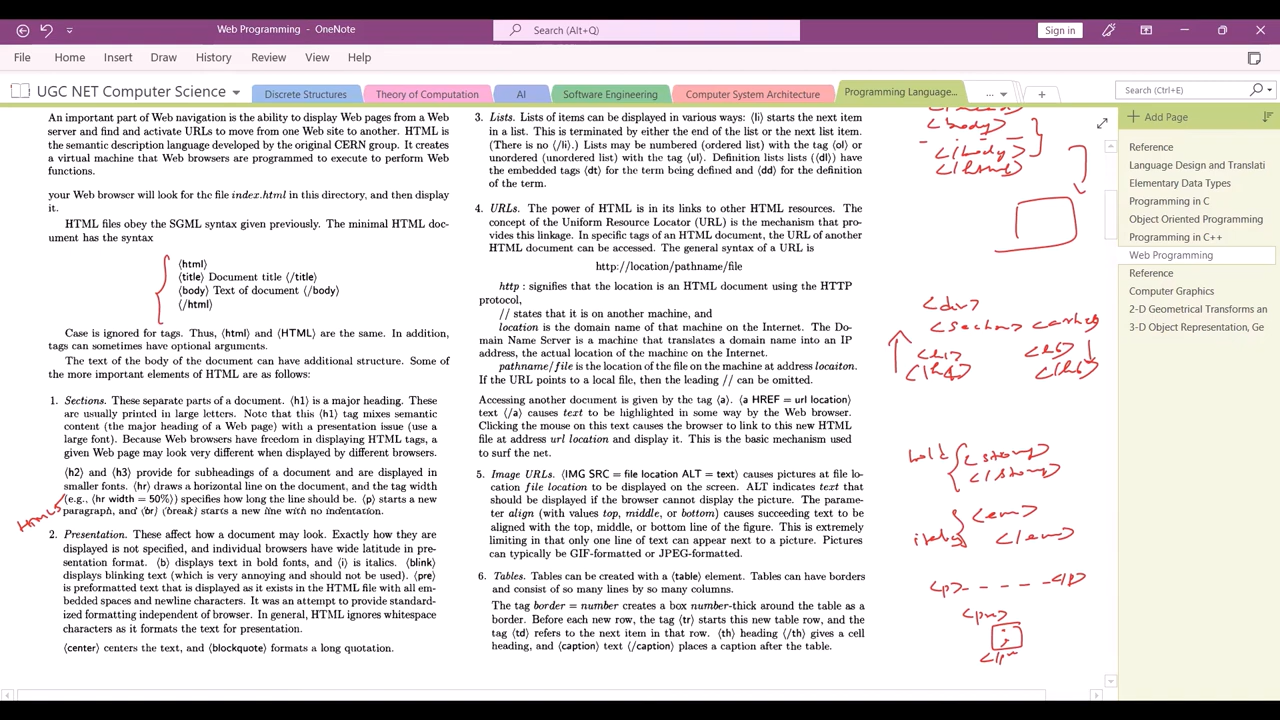 Web Programming - OneNote
Search (Alt+Q)
Sign in
File Home Insert Draw History Review View Help
UGC NET Computer Science
Discrete Structures
Theory of Computation
AI
Software Engineering
Computer System Architecture
Programming Language...
...
Search (Ctrl+E)
An important part of Web navigation is the ability to display Web pages from a Web
server and find and activate URLs to move from one Web site to another. HTML is
the semantic description language developed by the original CERN group. It creates
a virtual machine that Web browsers are programmed to execute to perform Web
functions.
your Web browser will look for the file index.html in this directory, and then display
it.
HTML files obey the SGML syntax given previously. The minimal HTML doc-
ument has the syntax
⟨html⟩
⟨title⟩ Document title ⟨/title⟩
⟨body⟩ Text of document ⟨/body⟩
⟨/html⟩
Case is ignored for tags. Thus, ⟨html⟩ and ⟨HTML⟩ are the same. In addition,
tags can sometimes have optional arguments.
The text of the body of the document can have additional structure. Some of
the more important elements of HTML are as follows:
1. Sections. These separate parts of a document. ⟨h1⟩ is a major heading. These
are usually printed in large letters. Note that this ⟨h1⟩ tag mixes semantic
content (the major heading of a Web page) with a presentation issue (use a
large font). Because Web browsers have freedom in displaying HTML tags, a
given Web page may look very different when displayed by different browsers.
⟨h2⟩ and ⟨h3⟩ provide for subheadings of a document and are displayed in
smaller fonts. ⟨hr⟩ draws a horizontal line on the document, and the tag width
(e.g., ⟨hr width = 50%⟩) specifies how long the line should be. ⟨p⟩ starts a new
paragraph, and ⟨br⟩ (break) starts a new line with no indentation.
HTML5
2. Presentation. These affect how a document may look. Exactly how they are
displayed is not specified, and individual browsers have wide latitude in pre-
sentation format. ⟨b⟩ displays text in bold fonts, and ⟨i⟩ is italics. ⟨blink⟩
displays blinking text (which is very annoying and should not be used). ⟨pre⟩
is preformatted text that is displayed as it exists in the HTML file with all em-
bedded spaces and newline characters. It was an attempt to provide standard-
ized formatting independent of browser. In general, HTML ignores whitespace
characters as it formats the text for presentation.
⟨center⟩ centers the text, and ⟨blockquote⟩ formats a long quotation.
3. Lists. Lists of items can be displayed in various ways: ⟨li⟩ starts the next item
in a list. This is terminated by either the end of the list or the next list item.
(There is no ⟨/li⟩.) Lists may be numbered (ordered list) with the tag ⟨ol⟩ or
unordered (unordered list) with the tag ⟨ul⟩. Definition lists lists (⟨dl⟩) have
the embedded tags ⟨dt⟩ for the term being defined and ⟨dd⟩ for the definition
of the term.
4. URLs. The power of HTML is in its links to other HTML resources. The
concept of the Uniform Resource Locator (URL) is the mechanism that pro-
vides this linkage. In specific tags of an HTML document, the URL of another
HTML document can be accessed. The general syntax of a URL is
http://location/pathname/file
http : signifies that the location is an HTML document using the HTTP
protocol,
// states that it is on another machine, and
location is the domain name of that machine on the Internet. The Do-
main Name Server is a machine that translates a domain name into an IP
address, the actual location of the machine on the Internet.
pathname/file is the location of the file on the machine at address locaiton.
If the URL points to a local file, then the leading // can be omitted.
Accessing another document is given by the tag ⟨a⟩. ⟨a HREF = url location⟩
text ⟨/a⟩ causes text to be highlighted in some way by the Web browser.
Clicking the mouse on this text causes the browser to link to this new HTML
file at address url location and display it. This is the basic mechanism used
to surf the net.
5. Image URLs. ⟨IMG SRC = file location ALT = text⟩ causes pictures at file lo-
cation file location to be displayed on the screen. ALT indicates text that
should be displayed if the browser cannot display the picture. The parame-
ter align (with values top, middle, or bottom) causes succeeding text to be
aligned with the top, middle, or bottom line of the figure. This is extremely
limiting in that only one line of text can appear next to a picture. Pictures
can typically be GIF-formatted or JPEG-formatted.
6. Tables. Tables can be created with a ⟨table⟩ element. Tables can have borders
and consist of so many lines by so many columns.
The tag border = number creates a box number-thick around the table as a
border. Before each new row, the tag ⟨tr⟩ starts this new table row, and the
tag ⟨td⟩ refers to the next item in that row. ⟨th⟩ heading ⟨/th⟩ gives a cell
heading, and ⟨caption⟩ text ⟨/caption⟩ places a caption after the table.
<body>
</body>
</html>
<div>
<section>
<h1> <h6>
</h1> </h6>
bold <strong>
</strong>
<em>
italics </em>
<p> - - - - </p>
<pre>
;
Add Page
Reference
Language Design and Translati
Elementary Data Types
Programming in C
Object Oriented Programming
Programming in C++
Web Programming
Reference
Computer Graphics
2-D Geometrical Transforms an
3-D Object Representation, Ge